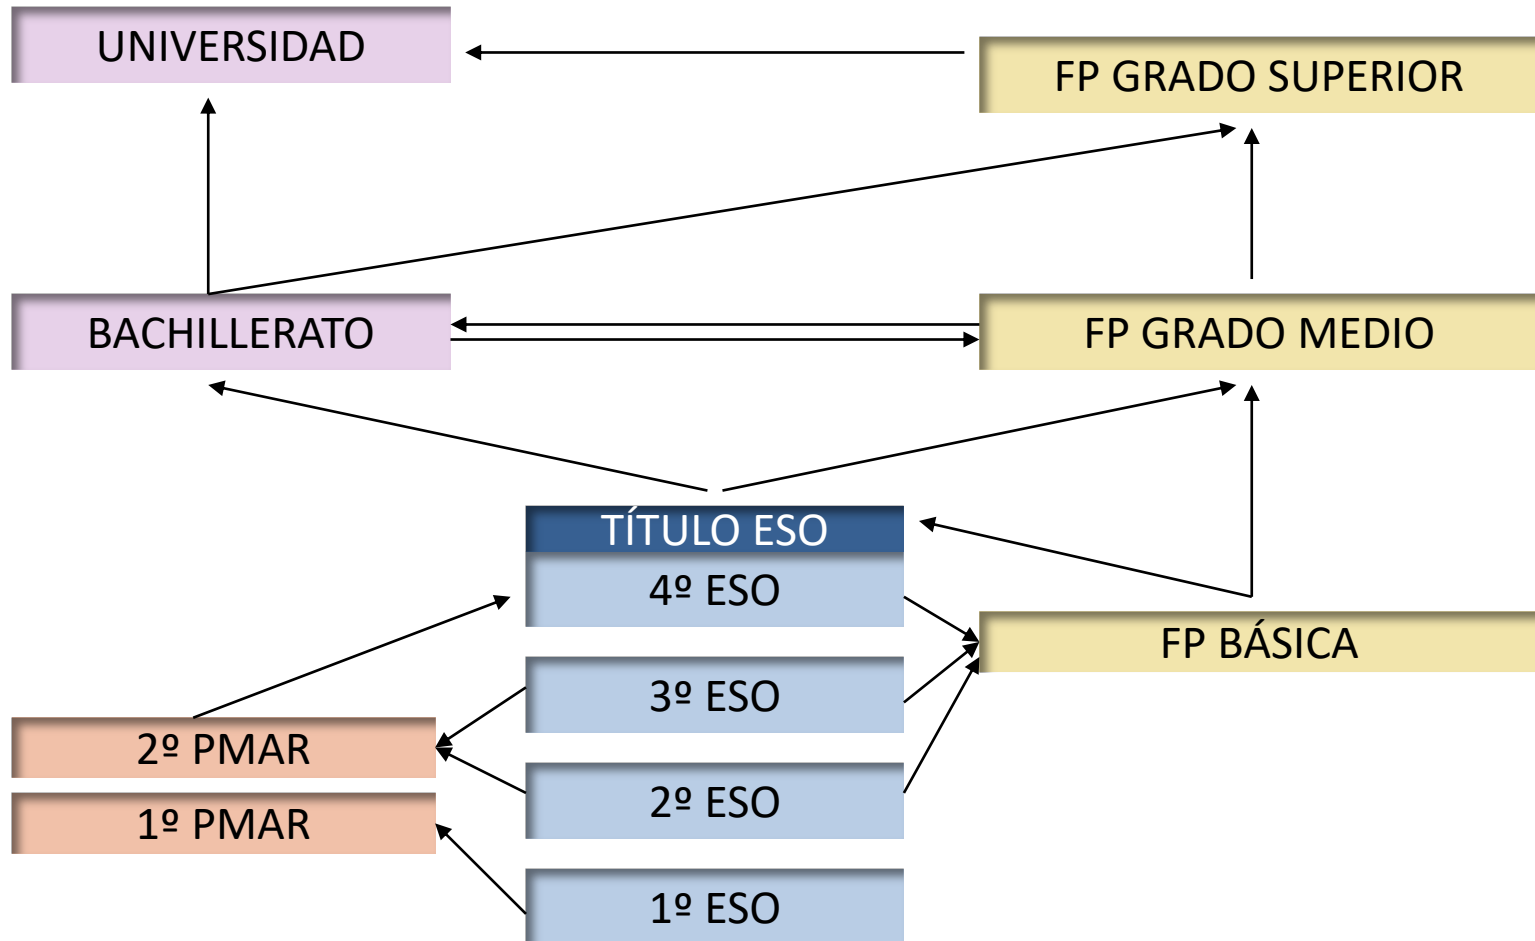 UNIVERSIDAD
FP GRADO SUPERIOR
BACHILLERATO
FP GRADO MEDIO
TÍTULO ESO
4º ESO
FP BÁSICA
3º ESO
2º PMAR
2º ESO
1º PMAR
1º ESO